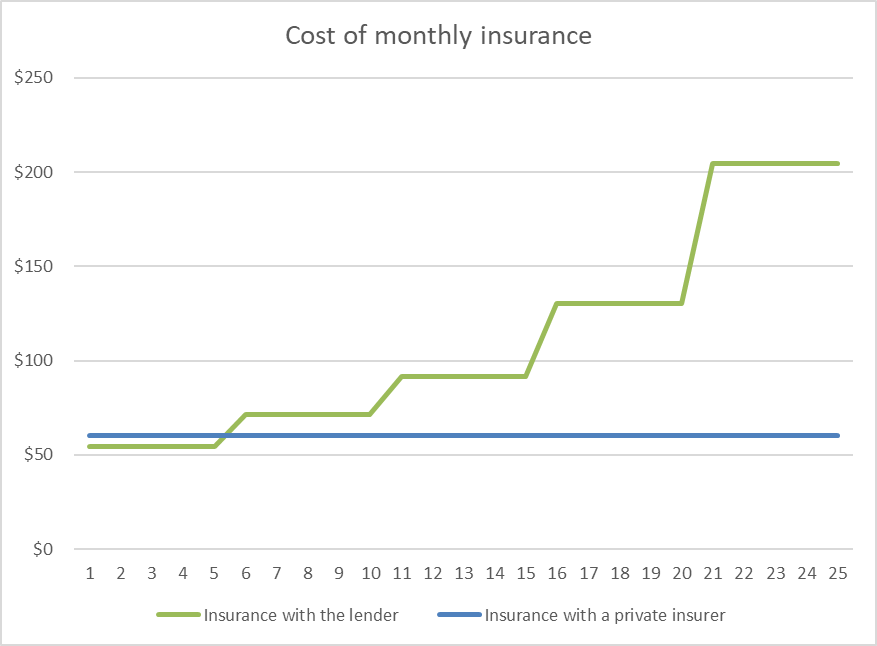 Cost of monthly insurance
$250
$200
$150
$100
$50
$0
1 2 3 4 5 6 7 8 9 10 11 12 13 14 15 16 17 18 19 20 21 22 23 24 25
Insurance with the lender Insurance with a private insurer